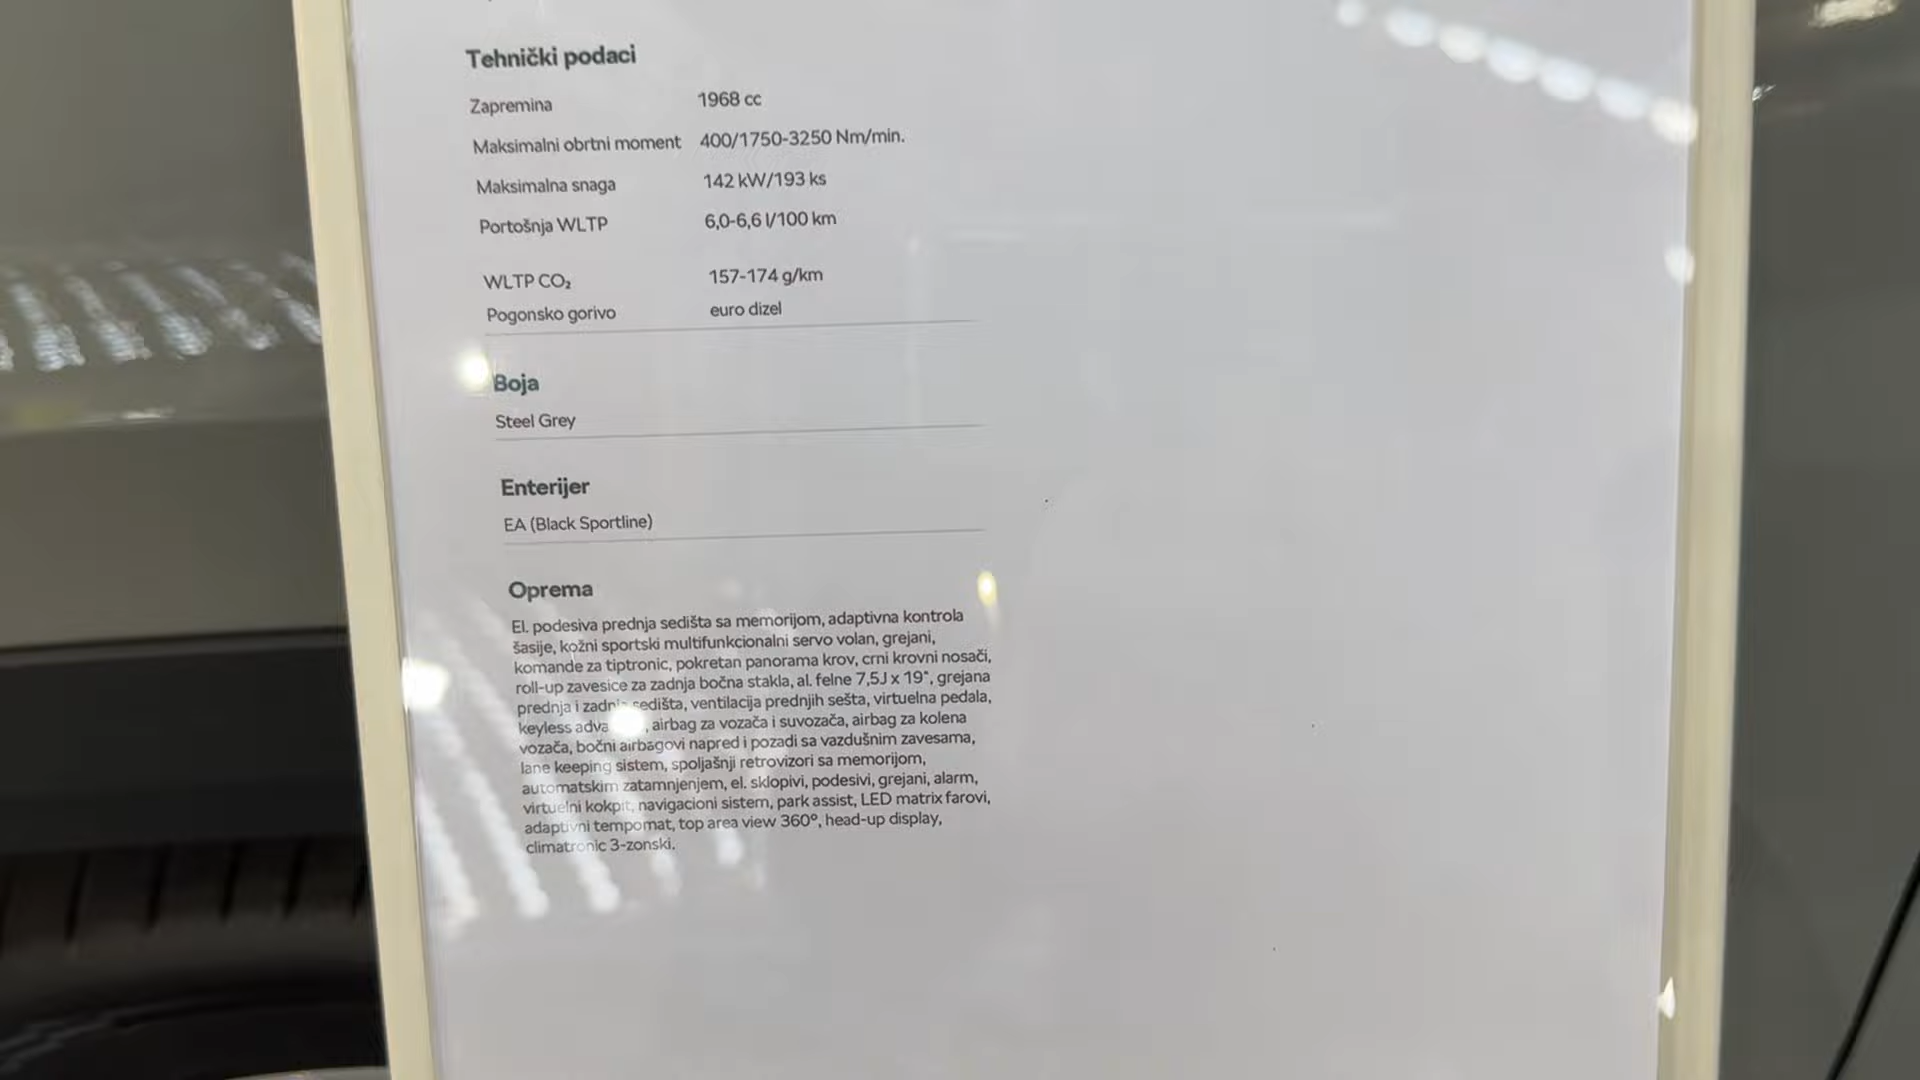 Tehnički podaci
Zapremina 1968 cc
Maksimalni obrtni moment 400/1750-3250 Nm/min.
Maksimalna snaga 142 kW/193 ks
Portošnja WLTP 6,0-6,6 l/100 km
WLTP CO₂ 157-174 g/km
Pogonsko gorivo euro dizel
Boja
Steel Grey
Enterijer
EA (Black Sportline)
Oprema
El. podesiva prednja sedišta sa memorijom, adaptivna kontrola
šasije, kožni sportski multifunkcionalni servo volan, grejani,
komande za tiptronic, pokretan panorama krov, crni krovni nosači,
roll-up zavesice za zadnja bočna stakla, al. felne 7,5J x 19", grejana
prednja i zadnja sedišta, ventilacija prednjih sešta, virtuelna pedala,
keyless , airbag za vozača i suvozača, airbag za kolena
vozača, bočni airbagovi napred i pozadi sa vazdušnim zavesama,
lane keeping sistem, spoljašnji retrovizori sa memorijom,
automatskim zatamnjenjem, el. sklopivi, podesivi, grejani, alarm,
virtuelni kokpit, navigacioni sistem, park assist, LED matrix farovi,
adaptivni tempomat, top area view 360°, head-up display,
climatronic 3-zonski.